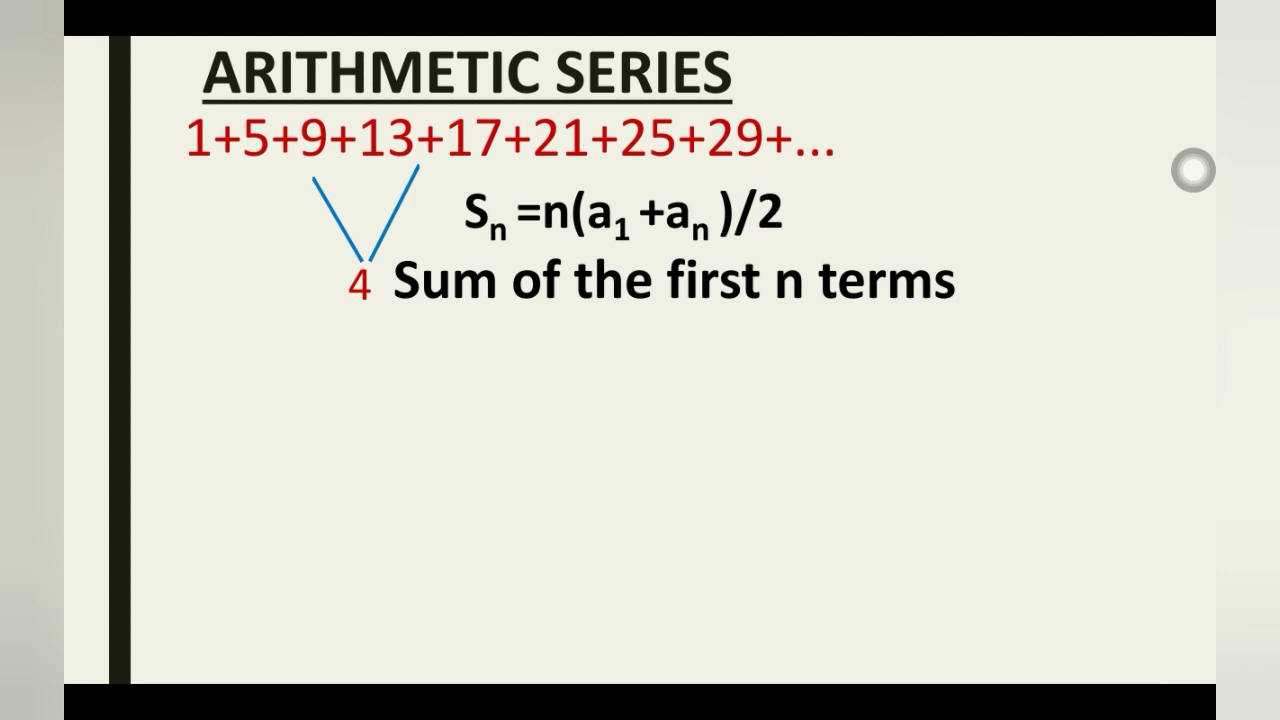 ARITHMETIC SERIES
1+5+9+13+17+21+25+29+...
Sₙ =n(a₁ +aₙ )/2
4 Sum of the first n terms